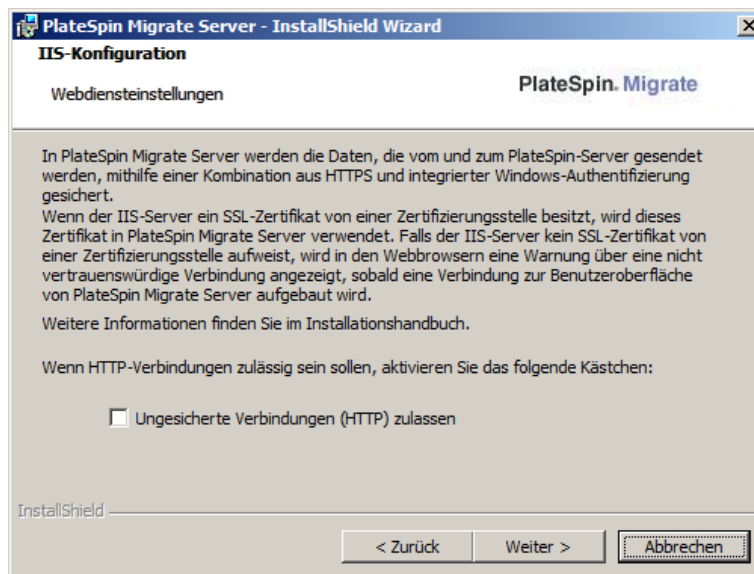 PlateSpin Migrate Server - InstallShield Wizard
IIS-Konfiguration
Webdiensteinstellungen
PlateSpin. Migrate
In PlateSpin Migrate Server werden die Daten, die vom und zum PlateSpin-Server gesendet
werden, mithilfe einer Kombination aus HTTPS und integrierter Windows-Authentifizierung
gesichert.
Wenn der IIS-Server ein SSL-Zertifikat von einer Zertifizierungsstelle besitzt, wird dieses
Zertifikat in PlateSpin Migrate Server verwendet. Falls der IIS-Server kein SSL-Zertifikat von
einer Zertifizierungsstelle aufweist, wird in den Webbrowsern eine Warnung über eine nicht
vertrauenswürdige Verbindung angezeigt, sobald eine Verbindung zur Benutzeroberfläche
von PlateSpin Migrate Server aufgebaut wird.
Weitere Informationen finden Sie im Installationshandbuch.
Wenn HTTP-Verbindungen zulässig sein sollen, aktivieren Sie das folgende Kästchen:
Ungesicherte Verbindungen (HTTP) zulassen
InstallShield
< Zurück
Weiter >
Abbrechen